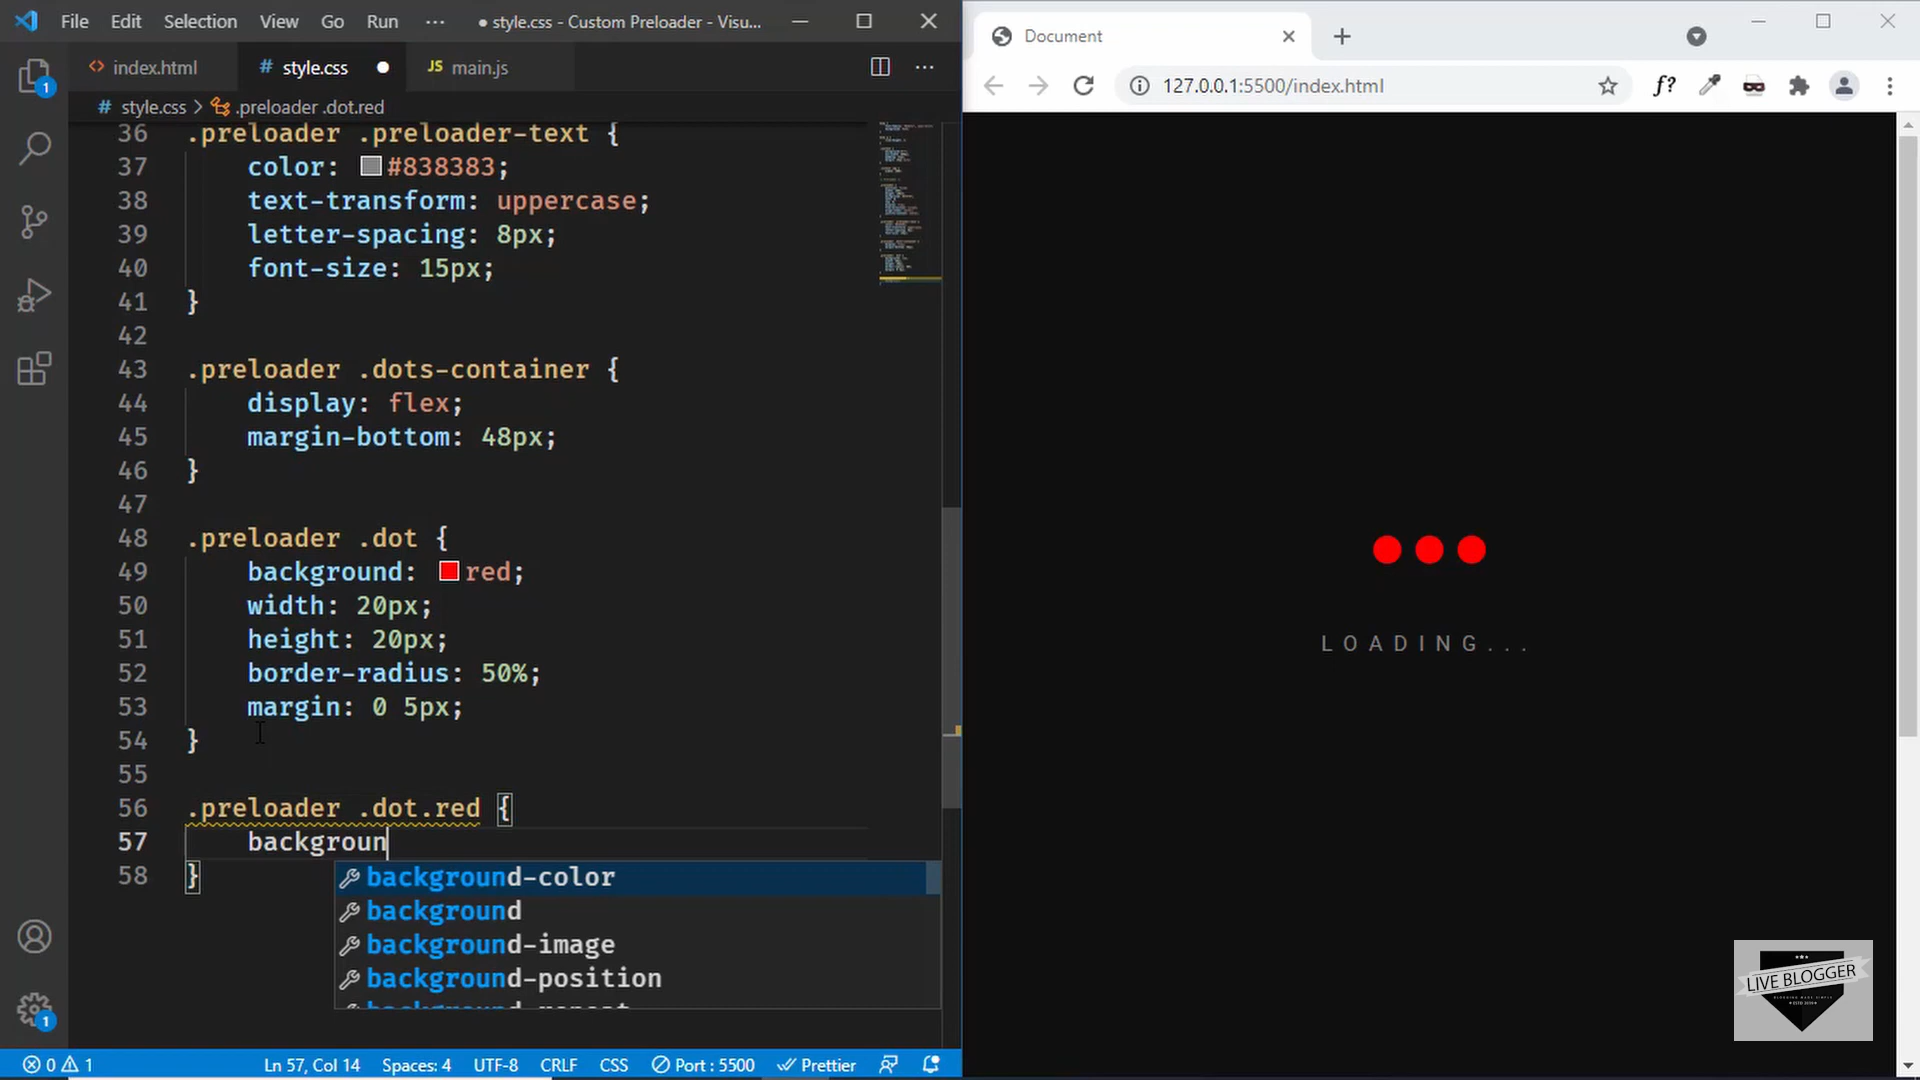 File Edit Selection View Go Run ··· ● style.css - Custom Preloader - Visu...
<> index.html # style.css ● JS main.js ···
# style.css > .preloader .dot.red
36 .preloader .preloader-text {
37 color: #838383;
38 text-transform: uppercase;
39 letter-spacing: 8px;
40 font-size: 15px;
41 }
42
43 .preloader .dots-container {
44 display: flex;
45 margin-bottom: 48px;
46 }
47
48 .preloader .dot {
49 background: red;
50 width: 20px;
51 height: 20px;
52 border-radius: 50%;
53 margin: 0 5px;
54 }
55
56 .preloader .dot.red {
57 backgroun
58 }
background-color
background
background-image
background-position
1
1
0 1 Ln 57, Col 14 Spaces: 4 UTF-8 CRLF CSS Port : 5500 Prettier
Document
127.0.0.1:5500/index.html f?
LOADING...
LIVE BLOGGER